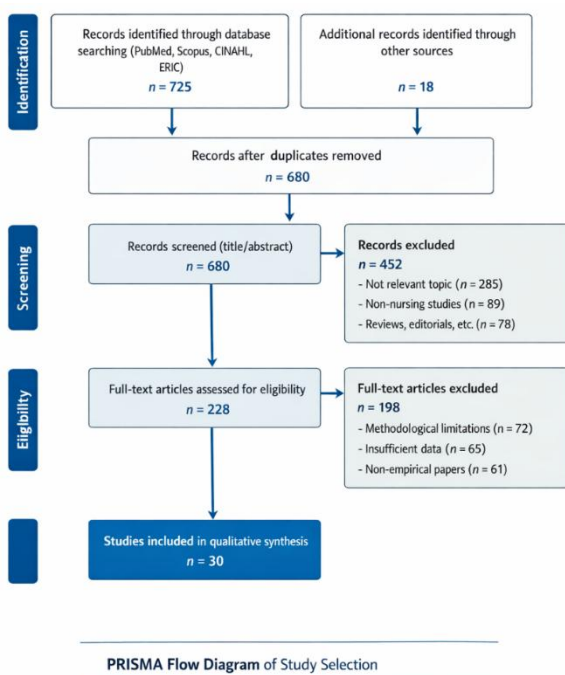 Identification
Records identified through database
searching (PubMed, Scopus, CINAHL,
ERIC)
n = 725
Additional records identified through
other sources
n = 18
Records after duplicates removed
n = 680
Screening
Records screened (title/abstract)
n = 680
Records excluded
n = 452
- Not relevant topic (n = 285)
- Non-nursing studies (n = 89)
- Reviews, editorials, etc. (n = 78)
Eligibility
Full-text articles assessed for eligibility
n = 228
Full-text articles excluded
n = 198
- Methodological limitations (n = 72)
- Insufficient data (n = 65)
- Non-empirical papers (n = 61)
Studies included in qualitative synthesis
n = 30
PRISMA Flow Diagram of Study Selection